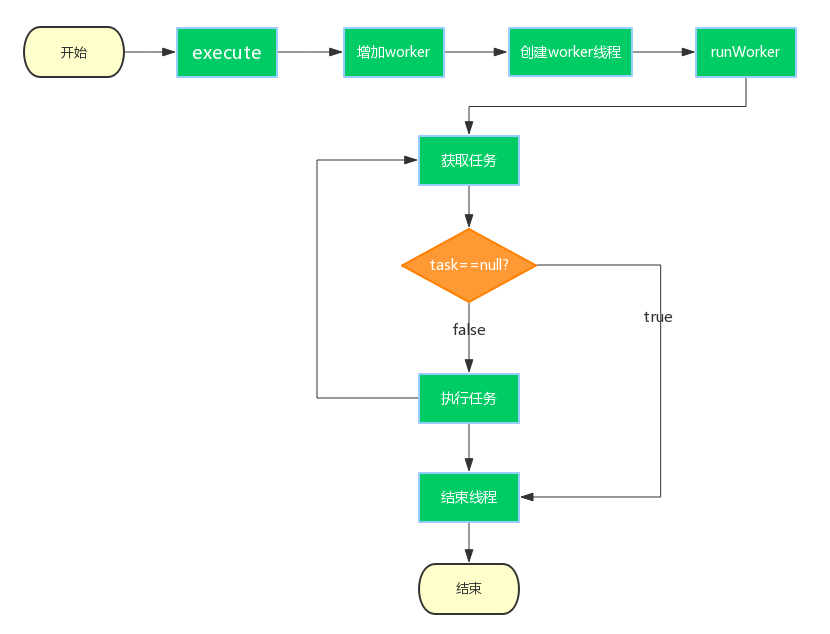 开始
execute
增加worker
创建worker线程
runWorker
获取任务
task==null?
false
true
执行任务
结束线程
结束